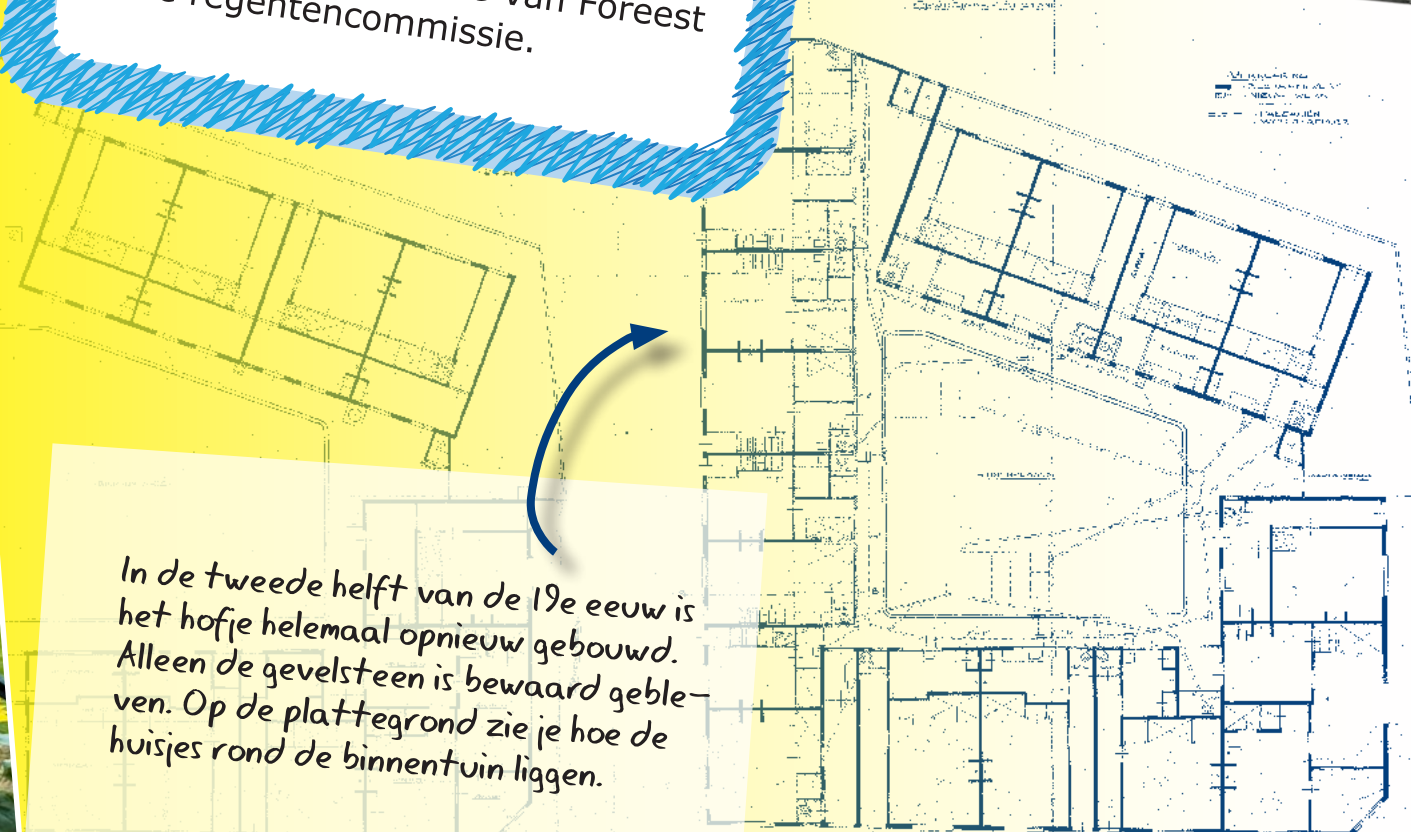 van Foreest
regentencommissie.
In de tweede helft van de 19e eeuw is
het hofje helemaal opnieuw gebouwd.
Alleen de gevelsteen is bewaard geble–
ven. Op de plattegrond zie je hoe de
huisjes rond de binnentuin liggen.